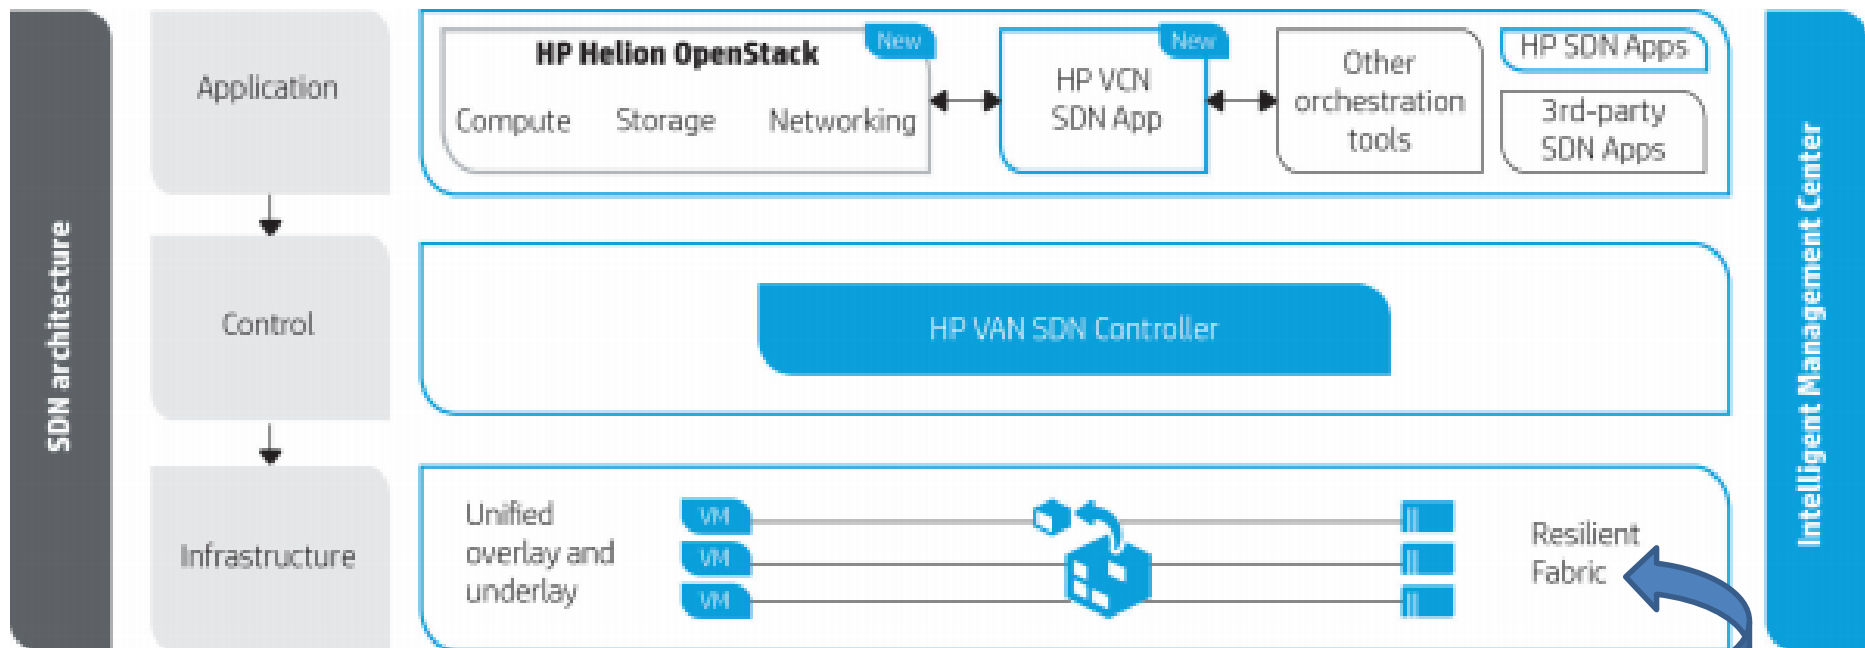 SDN architecture
Application
HP Helion OpenStack
New
Compute Storage Networking
New
HP VCN
SDN App
Other
orchestration
tools
HP SDN Apps
3rd-party
SDN Apps
Control
HP VAN SDN Controller
Infrastructure
Unified
overlay and
underlay
VM
VM
VM
Resilient
Fabric
Intelligent Management Center